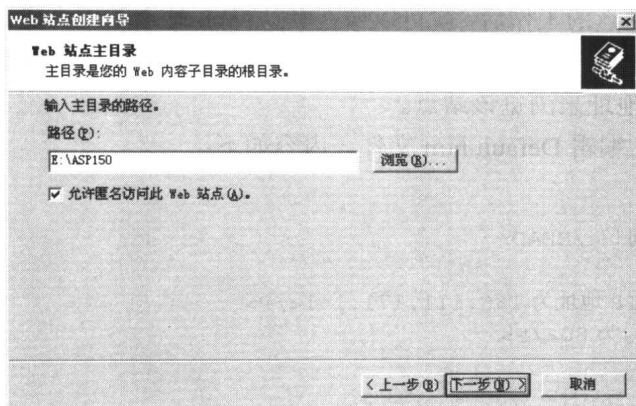 Web 站点创建向导
Web 站点主目录
主目录是您的 Web 内容子目录的根目录。
输入主目录的路径。
路径(P):
E:\ASP150
浏览(R)...
允许匿名访问此 Web 站点(A)。
< 上一步(B)
下一步(N) >
取消